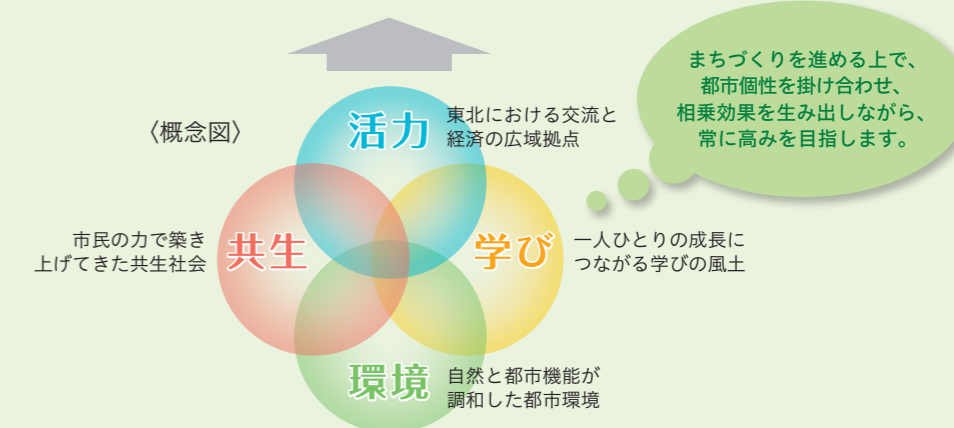 まちづくりを進める上で、
都市個性を掛け合わせ、
相乗効果を生み出しながら、
常に高みを目指します。
〈概念図〉
活力
東北における交流と
経済の広域拠点
市民の力で築き
上げてきた共生社会
共生
学び
一人ひとりの成長に
つながる学びの風土
環境
自然と都市機能が
調和した都市環境